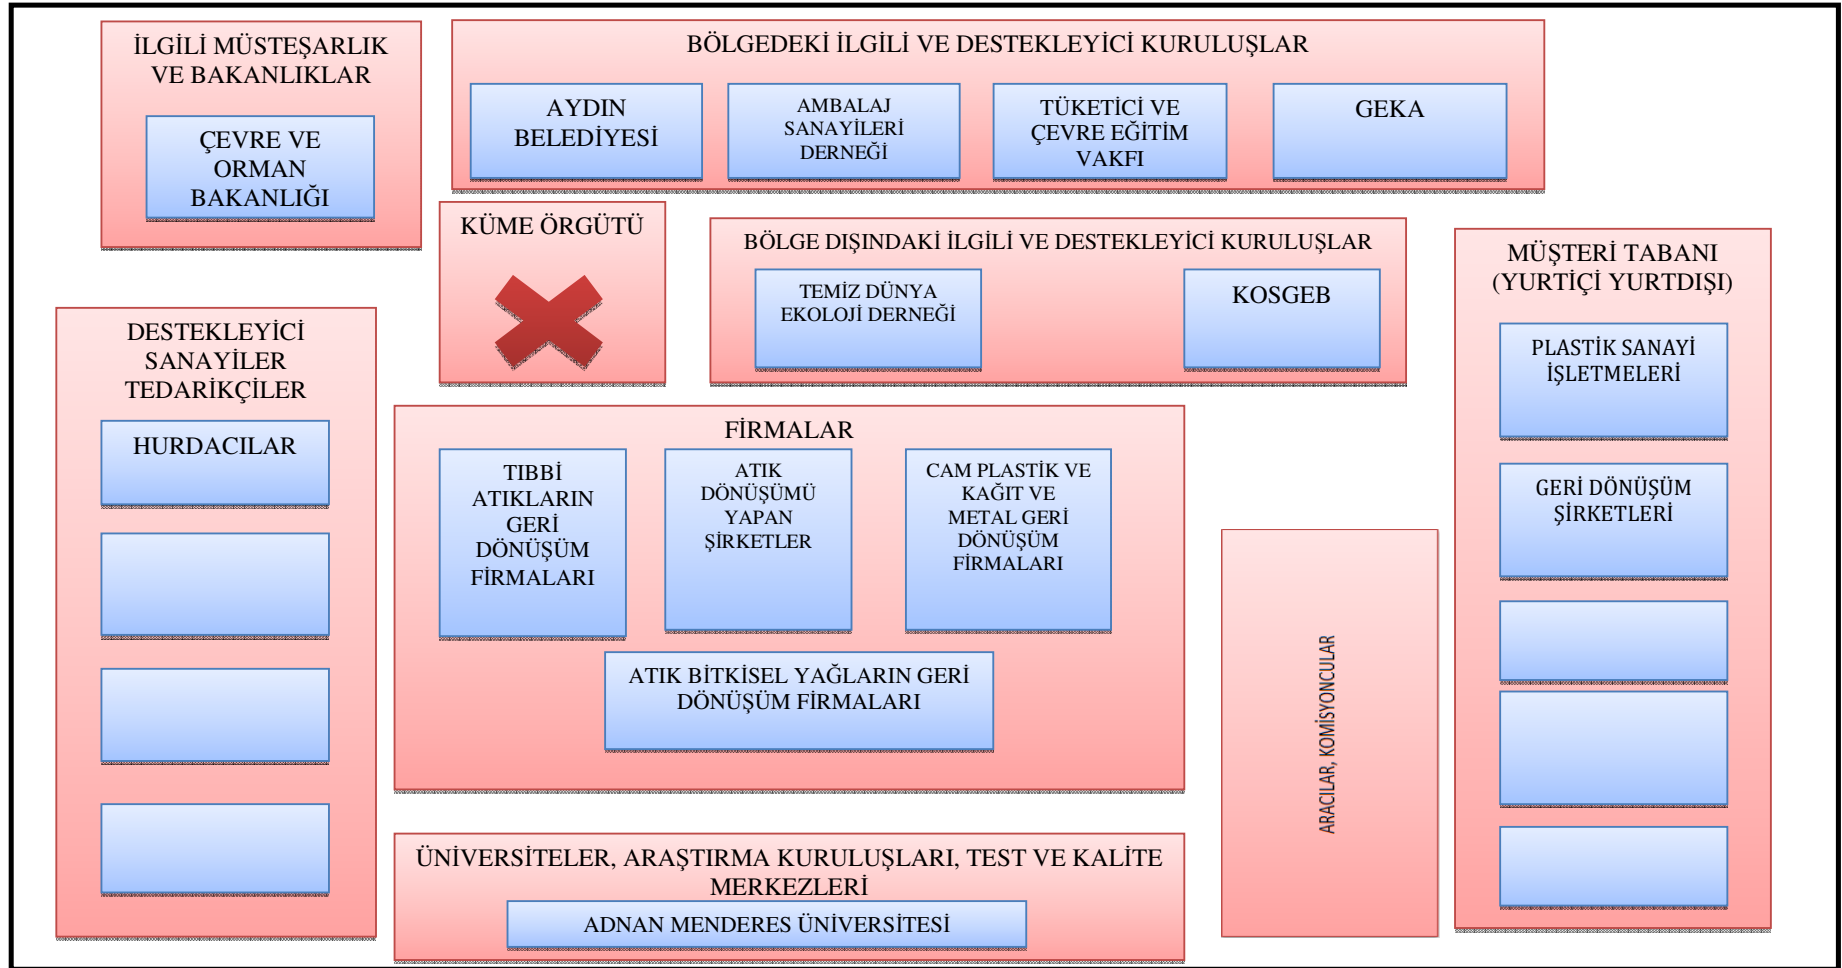 İLGİLİ MÜSTEŞARLIK
VE BAKANLIKLAR
ÇEVRE VE
ORMAN
BAKANLIĞI
BÖLGEDEKİ İLGİLİ VE DESTEKLEYİCİ KURULUŞLAR
AYDIN
BELEDİYESİ
AMBALAJ
SANAYİLERİ
DERNEĞİ
TÜKETİCİ VE
ÇEVRE EĞİTİM
VAKFI
GEKA
KÜME ÖRGÜTÜ
BÖLGE DIŞINDAKİ İLGİLİ VE DESTEKLEYİCİ KURULUŞLAR
TEMİZ DÜNYA
EKOLOJİ DERNEĞİ
KOSGEB
MÜŞTERİ TABANI
(YURTİÇİ YURTDIŞI)
PLASTİK SANAYİ
İŞLETMELERİ
GERİ DÖNÜŞÜM
ŞİRKETLERİ
DESTEKLEYİCİ
SANAYİLER
TEDARİKÇİLER
HURDACILAR
FİRMALAR
TIBBİ
ATIKLARIN
GERİ
DÖNÜŞÜM
FİRMALARI
ATIK
DÖNÜŞÜMÜ
YAPAN
ŞİRKETLER
CAM PLASTİK VE
KAĞIT VE
METAL GERİ
DÖNÜŞÜM
FİRMALARI
ATIK BİTKİSEL YAĞLARIN GERİ
DÖNÜŞÜM FİRMALARI
ARACILAR, KOMİSYONCULAR
ÜNİVERSİTELER, ARAŞTIRMA KURULUŞLARI, TEST VE KALİTE
MERKEZLERİ
ADNAN MENDERES ÜNİVERSİTESİ